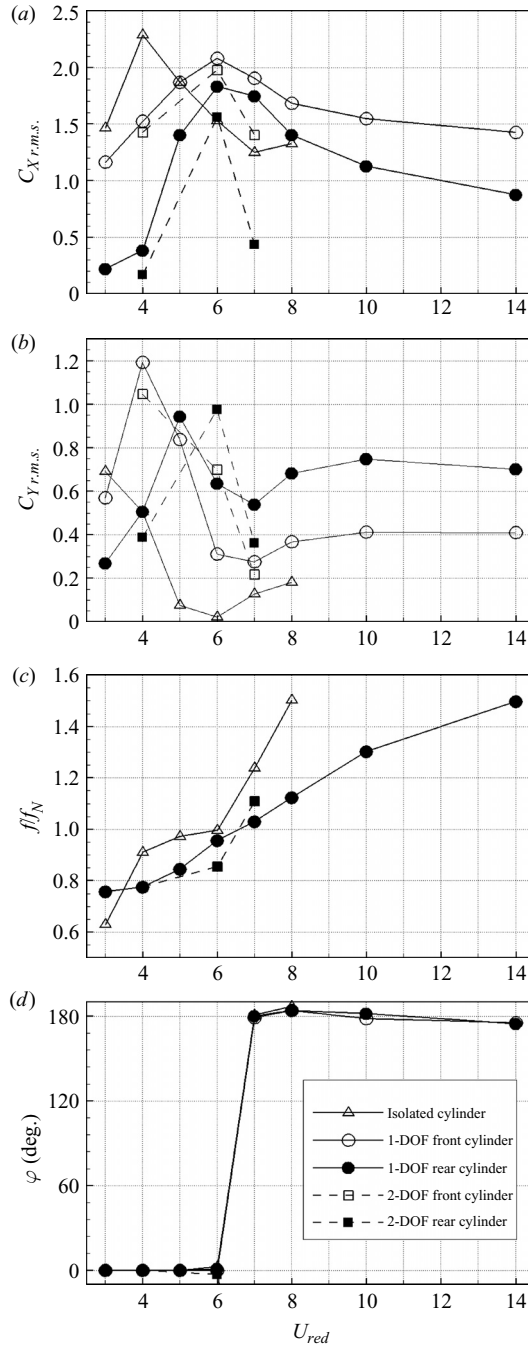 (a)
2.5
2.0
1.5
1.0
0.5
0
C_X r.m.s.
4 6 8 10 12 14
(b)
1.2
1.0
0.8
0.6
0.4
0.2
0
C_Y r.m.s.
4 6 8 10 12 14
(c)
1.6
1.4
1.2
1.0
0.8
0.6
f/f_N
4 6 8 10 12 14
(d)
180
120
60
0
φ (deg.)
Isolated cylinder
1-DOF front cylinder
1-DOF rear cylinder
2-DOF front cylinder
2-DOF rear cylinder
4 6 8 10 12 14
U_red